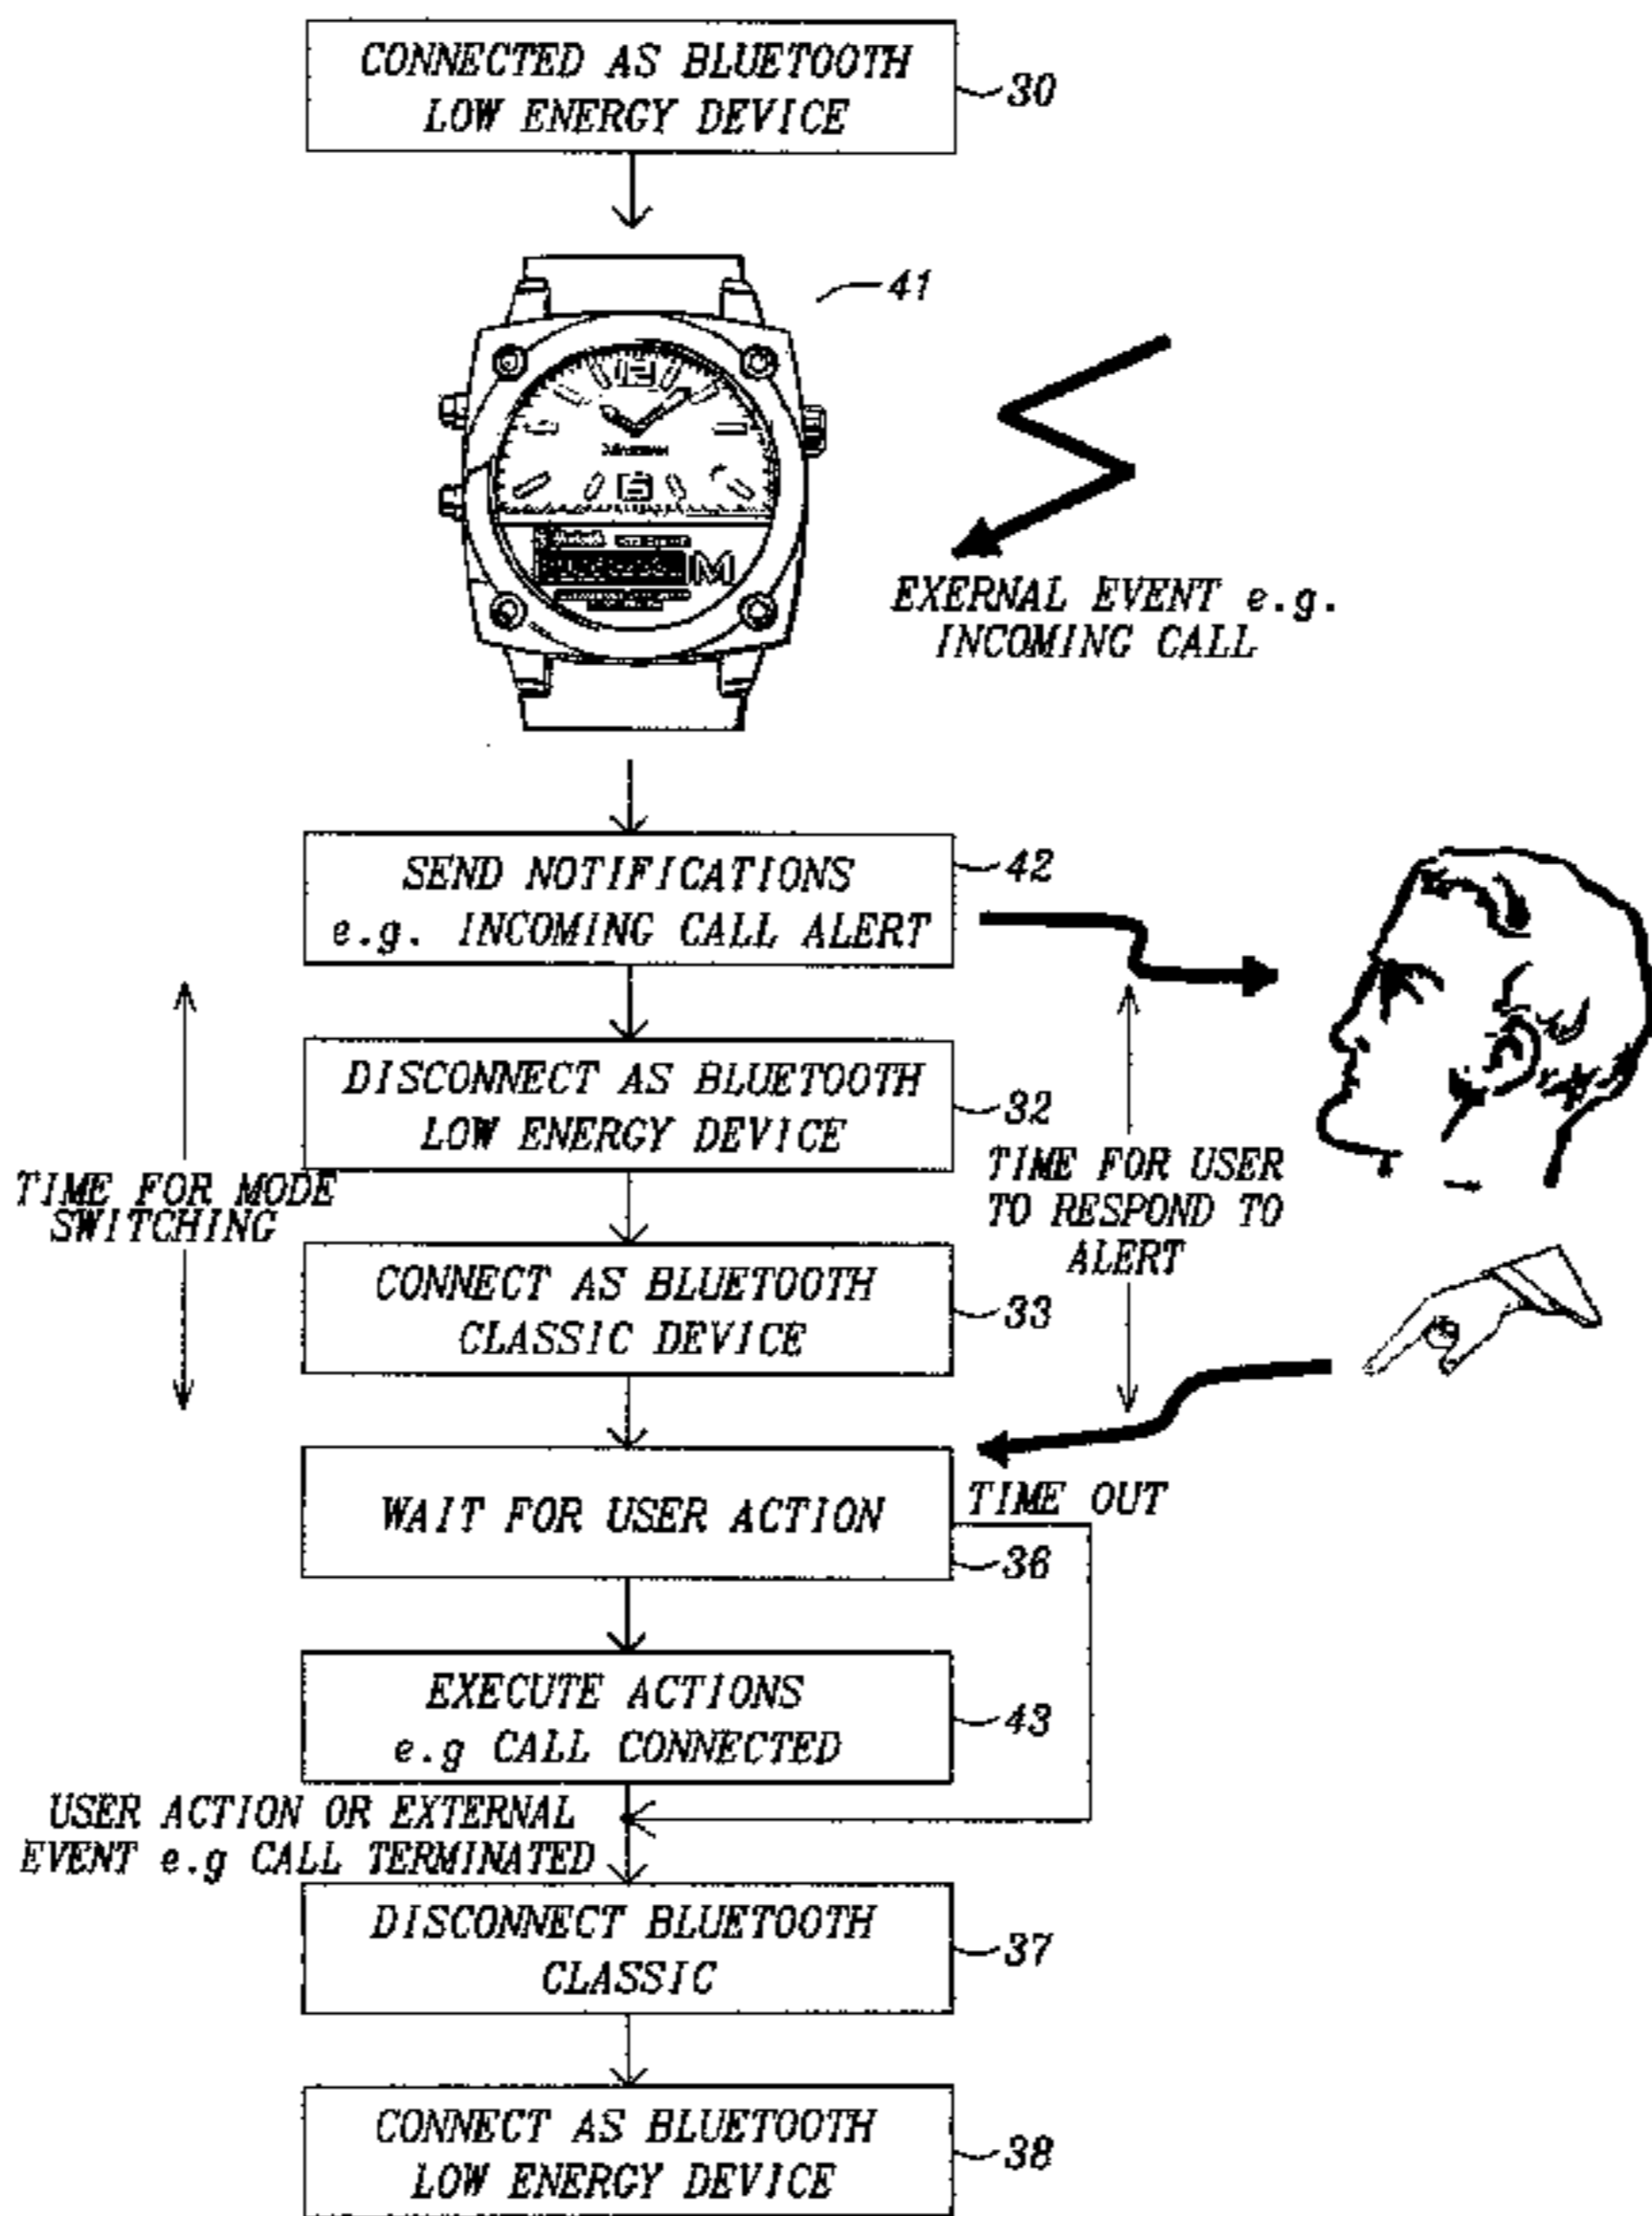 CONNECTED AS BLUETOOTH
LOW ENERGY DEVICE
30
41
12
6
M
EXERNAL EVENT e.g.
INCOMING CALL
SEND NOTIFICATIONS
e.g. INCOMING CALL ALERT
42
DISCONNECT AS BLUETOOTH
LOW ENERGY DEVICE
32
TIME FOR MODE
SWITCHING
TIME FOR USER
TO RESPOND TO
ALERT
CONNECT AS BLUETOOTH
CLASSIC DEVICE
33
WAIT FOR USER ACTION
TIME OUT
36
EXECUTE ACTIONS
e.g CALL CONNECTED
43
USER ACTION OR EXTERNAL
EVENT e.g CALL TERMINATED
DISCONNECT BLUETOOTH
CLASSIC
37
CONNECT AS BLUETOOTH
LOW ENERGY DEVICE
38